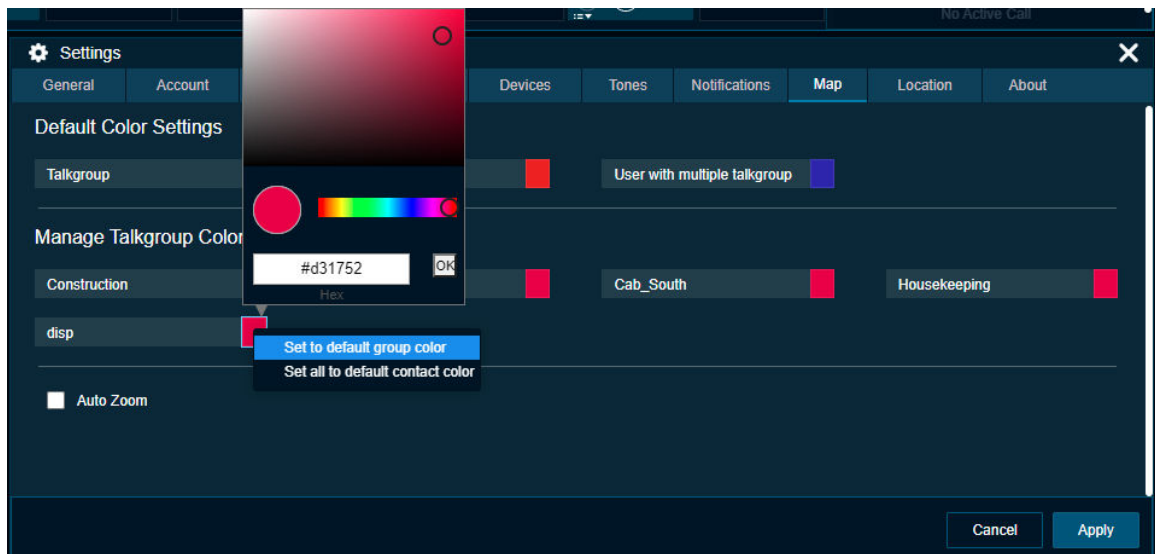 No Active Call
Settings
General Account Devices Tones Notifications Map Location About
Default Color Settings
Talkgroup User with multiple talkgroup
Manage Talkgroup Color
#d31752 OK
Hex
Construction Cab_South Housekeeping
disp
Set to default group color
Set all to default contact color
Auto Zoom
Cancel Apply